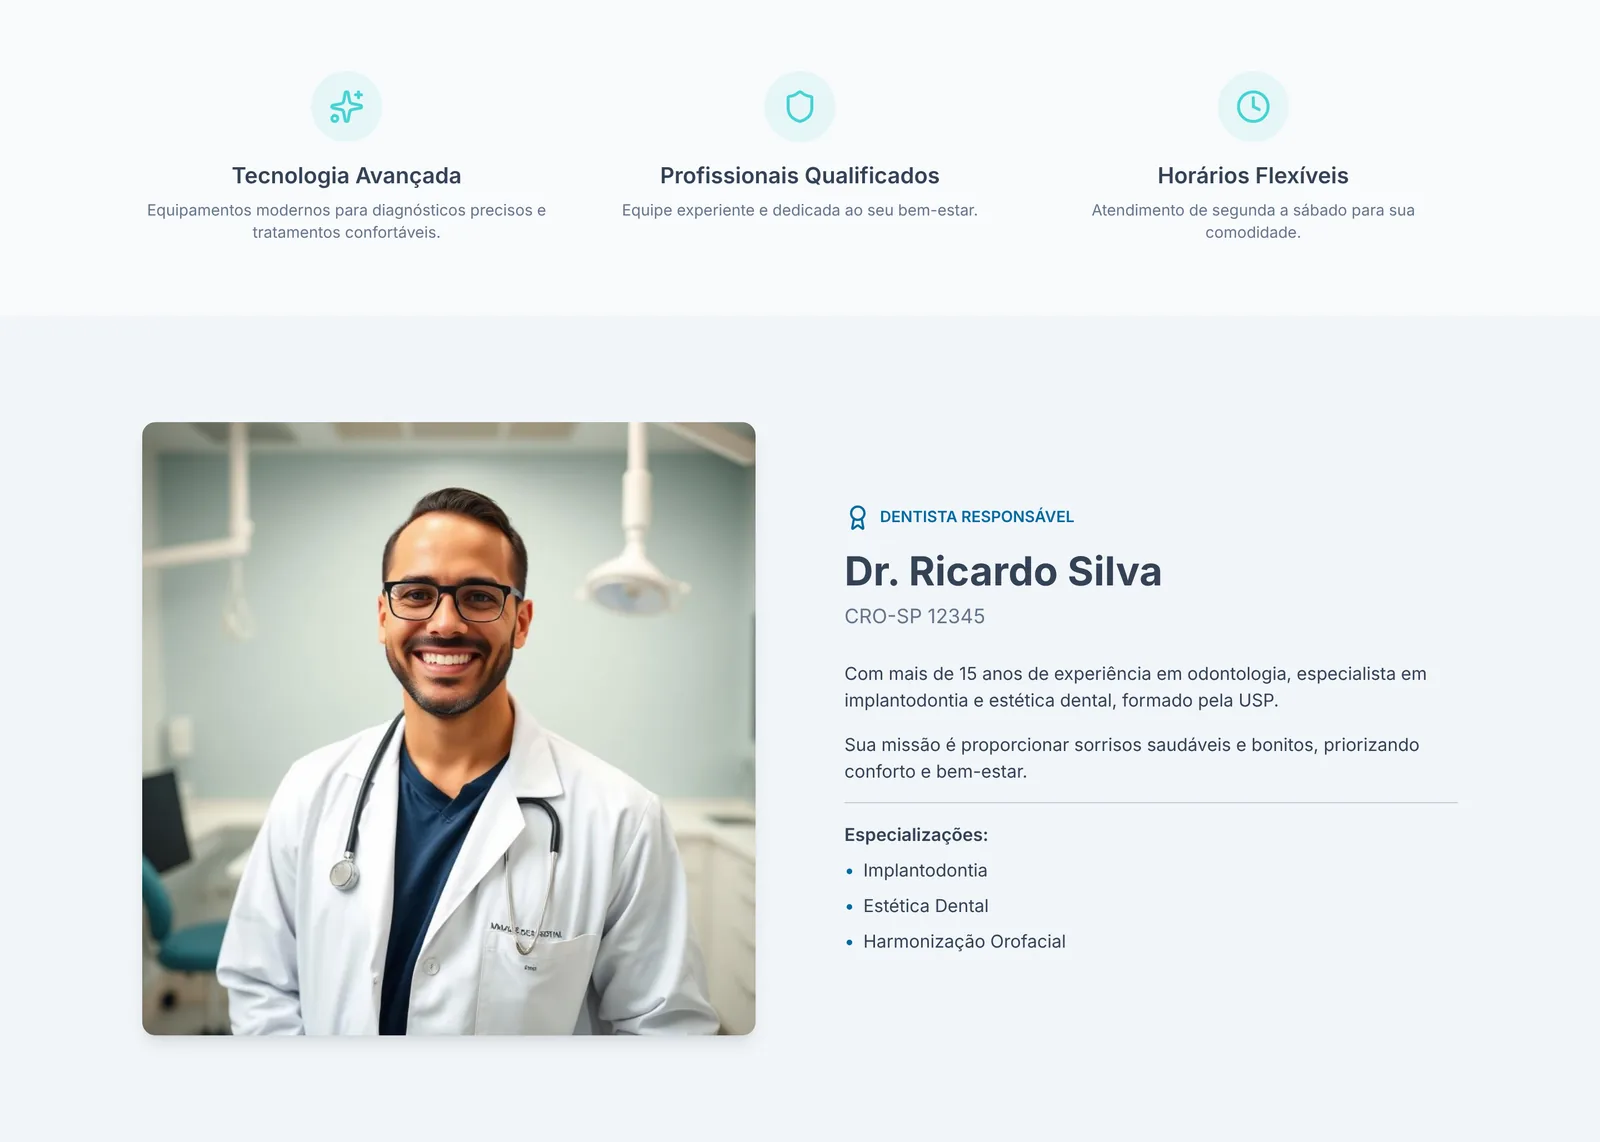 Tecnologia Avançada
Equipamentos modernos para diagnósticos precisos e
tratamentos confortáveis.
Profissionais Qualificados
Equipe experiente e dedicada ao seu bem-estar.
Horários Flexíveis
Atendimento de segunda a sábado para sua
comodidade.
DENTISTA RESPONSÁVEL
Dr. Ricardo Silva
CRO-SP 12345
Com mais de 15 anos de experiência em odontologia, especialista em
implantodontia e estética dental, formado pela USP.
Sua missão é proporcionar sorrisos saudáveis e bonitos, priorizando
conforto e bem-estar.
Especializações:
• Implantodontia
• Estética Dental
• Harmonização Orofacial